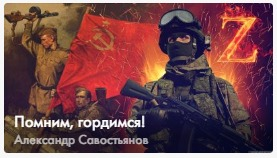 Z
Помним, гордимся!
Александр Савостьянов